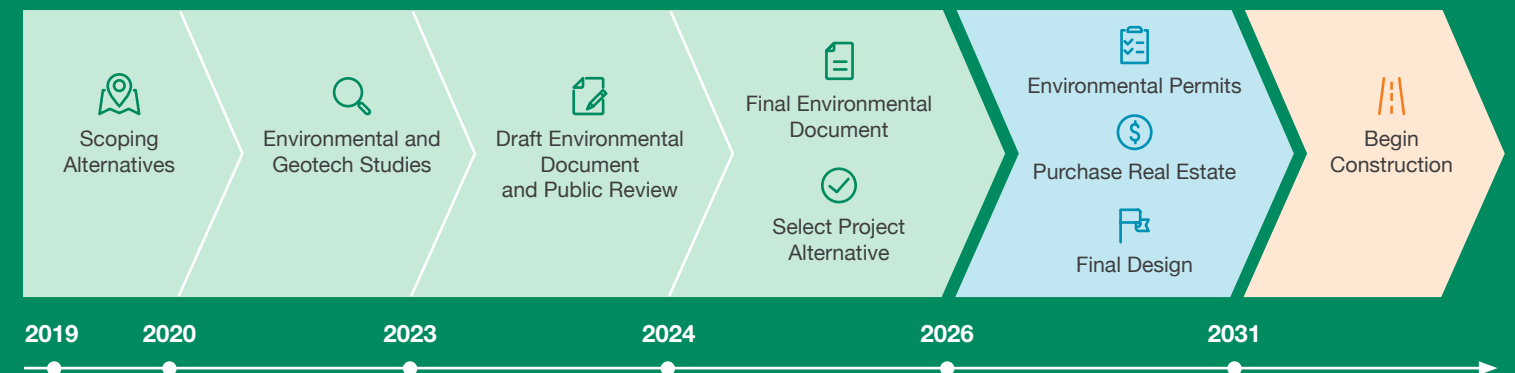 Scoping
Alternatives
Environmental and
Geotech Studies
Draft Environmental
Document
and Public Review
Final Environmental
Document
Select Project
Alternative
Environmental Permits
Purchase Real Estate
Final Design
Begin
Construction
2019
2020
2023
2024
2026
2031